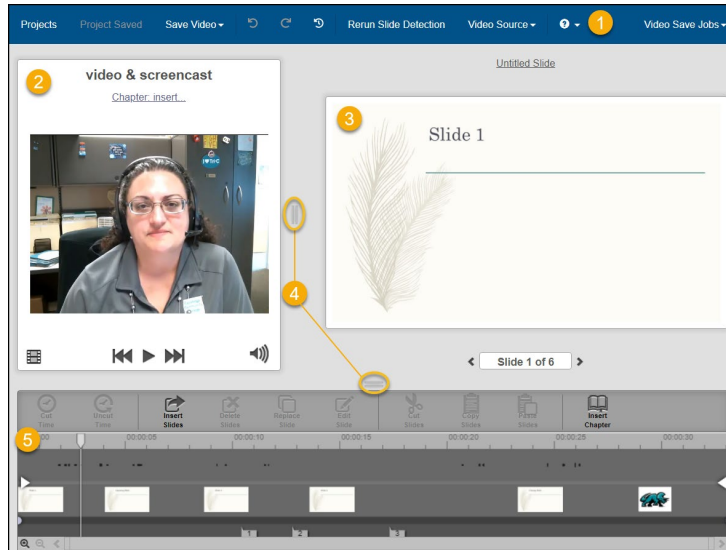 Projects Project Saved Save Video Rerun Slide Detection Video Source ? 1 Video Save Jobs
2 video & screencast
Chapter: insert...
Untitled Slide
3 Slide 1
4
Slide 1 of 6
Cut Time
Uncut Time
Insert Slides
Delete Slides
Replace Slide
Edit Slide
Cut Slides
Copy Slides
Paste Slides
Insert Chapter
5 00:00:05 00:00:10 00:00:15 00:00:20 00:00:25 00:00:30
1 2 3